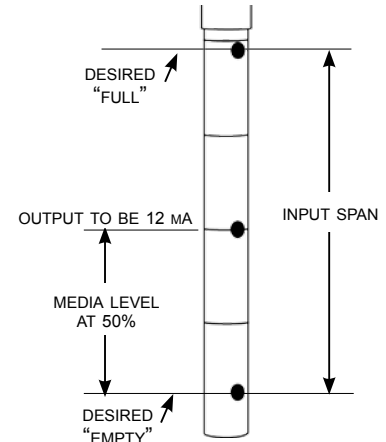 DESIRED
“FULL”
OUTPUT TO BE 12 MA
INPUT SPAN
MEDIA LEVEL
AT 50%
DESIRED
“EMPTY”